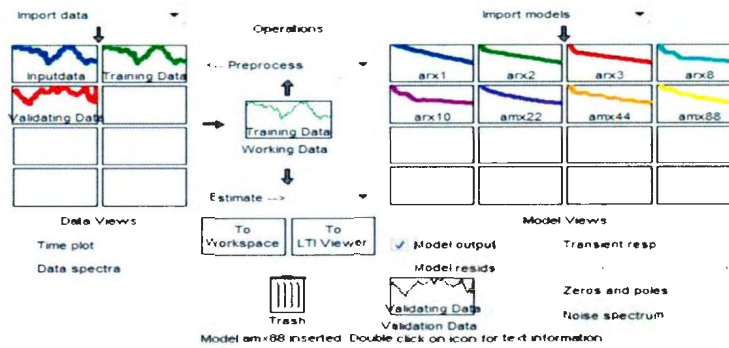 Import data
Operations
Import models
inputdata
Training Data
<-- Preprocess
arx1
arx2
arx3
arx8
Validating Data
Training Data
Working Data
arx10
amx22
amx44
amx88
Estimate -->
Data Views
To Workspace
To LTI Viewer
Model Views
Time plot
Model output
Transient resp
Data spectra
Model resids
Zeros and poles
Trash
Validating Data
Validation Data
Noise spectrum
Model amx88 inserted. Double click on icon for text information